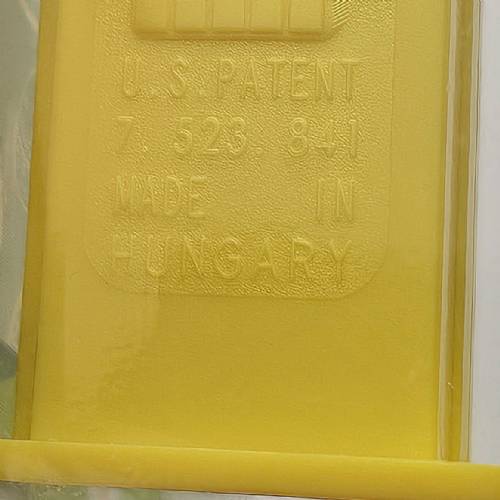 U.S.PATENT
7.523.841
MADE IN
HUNGARY